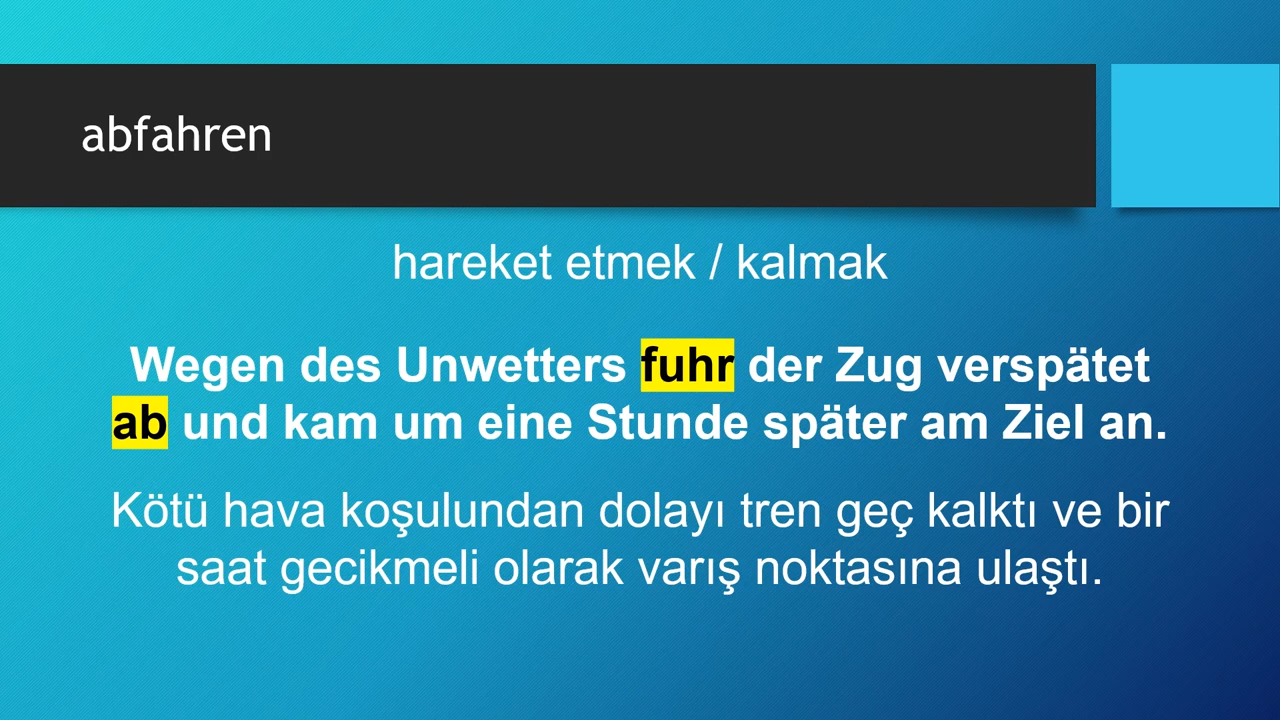 abfahren
hareket etmek / kalmak
Wegen des Unwetters fuhr der Zug verspätet
ab und kam um eine Stunde später am Ziel an.
Kötü hava koşulundan dolayı tren geç kalktı ve bir
saat gecikmeli olarak varış noktasına ulaştı.